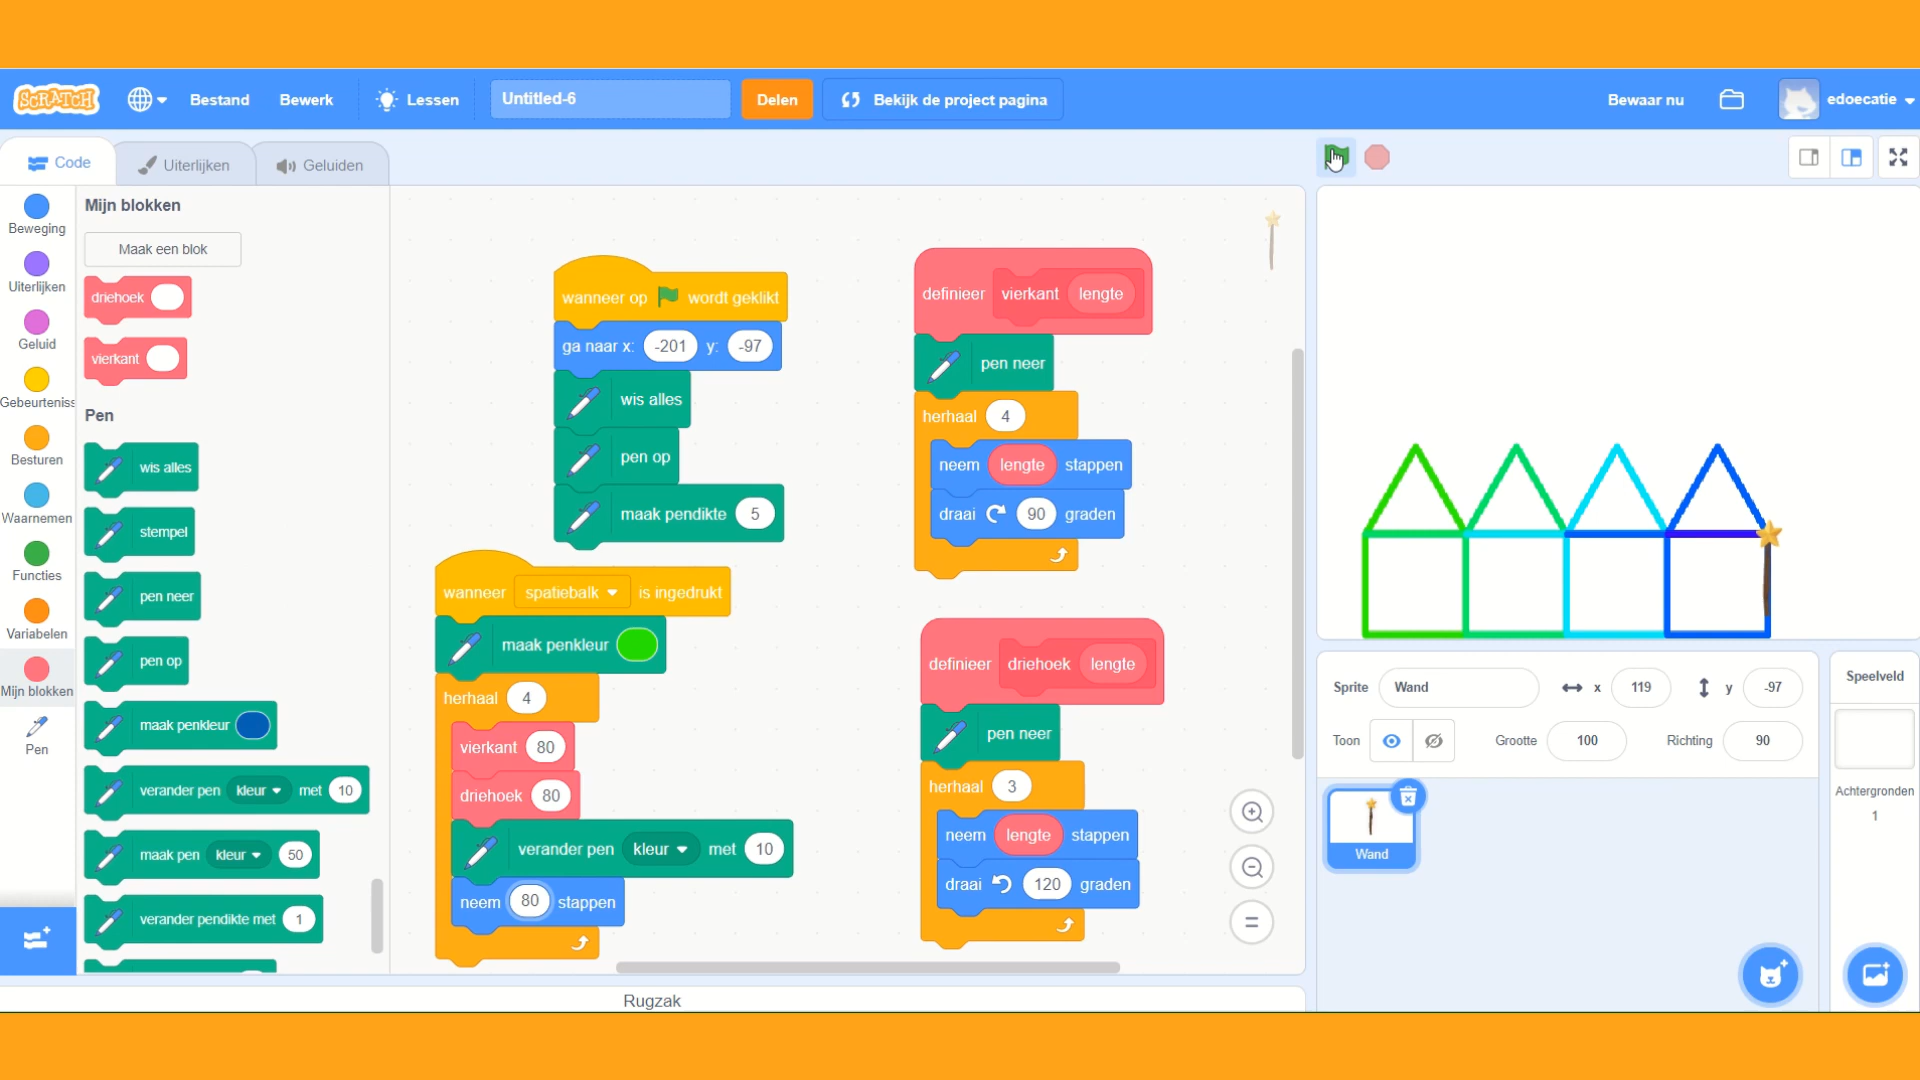 SCRATCH
Bestand
Bewerk
Lessen
Untitled-6
Delen
Bekijk de project pagina
Bewaar nu
edoecatie
Code
Uiterlijken
Geluiden
Beweging
Uiterlijken
Geluid
Gebeurteniss
Besturen
Waarnemen
Functies
Variabelen
Mijn blokken
Pen
Mijn blokken
Maak een blok
driehoek
vierkant
Pen
wis alles
stempel
pen neer
pen op
maak penkleur
verander pen kleur met 10
maak pen kleur 50
verander pendikte met 1
wanneer op wordt geklikt
ga naar x: -201 y: -97
wis alles
pen op
maak pendikte 5
wanneer spatiebalk is ingedrukt
maak penkleur
herhaal 4
vierkant 80
driehoek 80
verander pen kleur met 10
neem 80 stappen
definieer vierkant lengte
pen neer
herhaal 4
neem lengte stappen
draai 90 graden
definieer driehoek lengte
pen neer
herhaal 3
neem lengte stappen
draai 120 graden
Rugzak
Sprite Wand x 119 y -97
Toon Grootte 100 Richting 90
Wand
Speelveld
Achtergronden
1